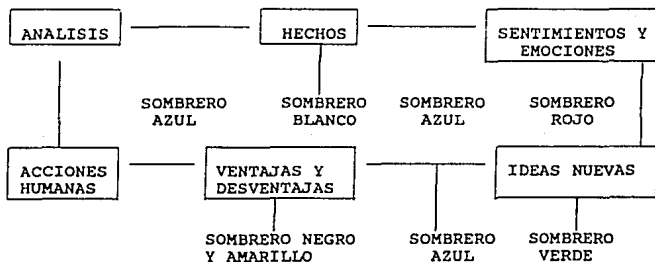 ANALISIS
HECHOS
SENTIMIENTOS Y
EMOCIONES
SOMBRERO
AZUL
SOMBRERO
BLANCO
SOMBRERO
AZUL
SOMBRERO
ROJO
ACCIONES
HUMANAS
VENTAJAS Y
DESVENTAJAS
IDEAS NUEVAS
SOMBRERO NEGRO
Y AMARILLO
SOMBRERO
AZUL
SOMBRERO
VERDE